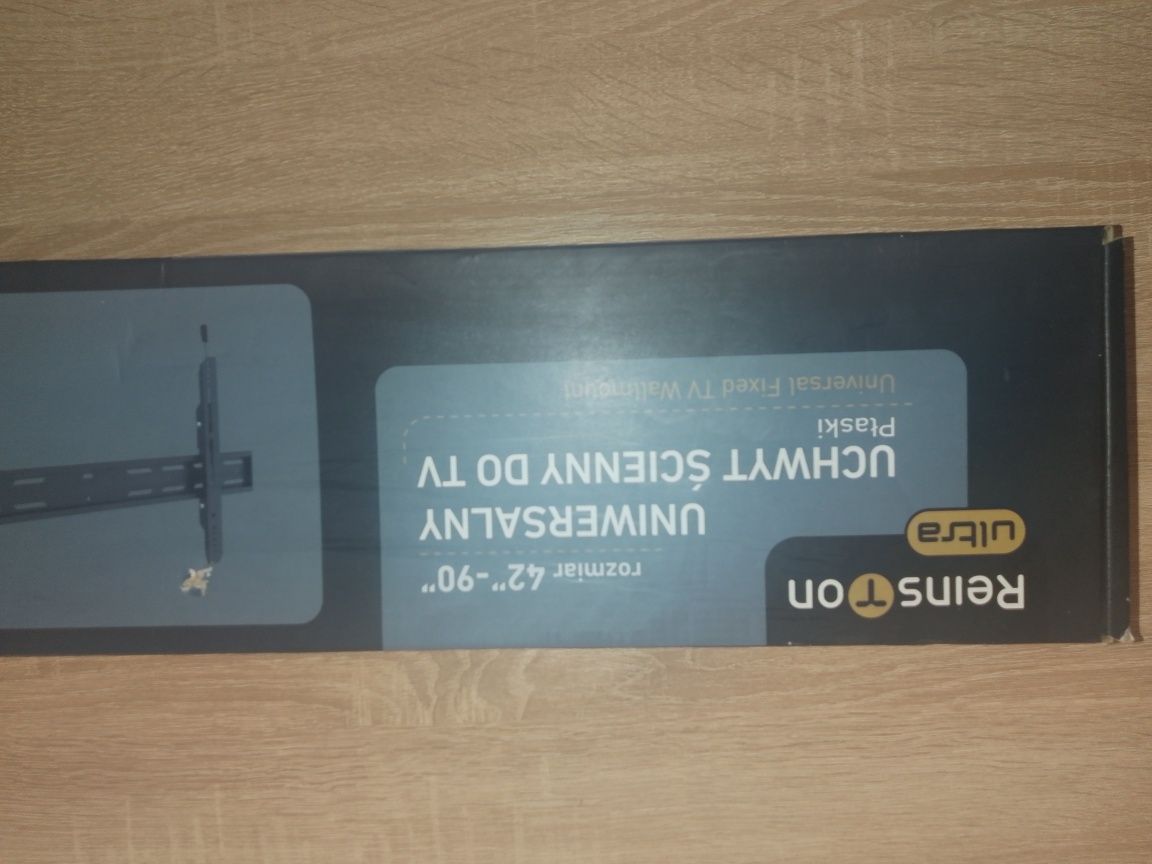 ReinsTon
ultra
rozmiar 42"-90"
UNIWERSALNY
UCHWYT ŚCIENNY DO TV
Płaski
Universal Fixed TV Wallmount